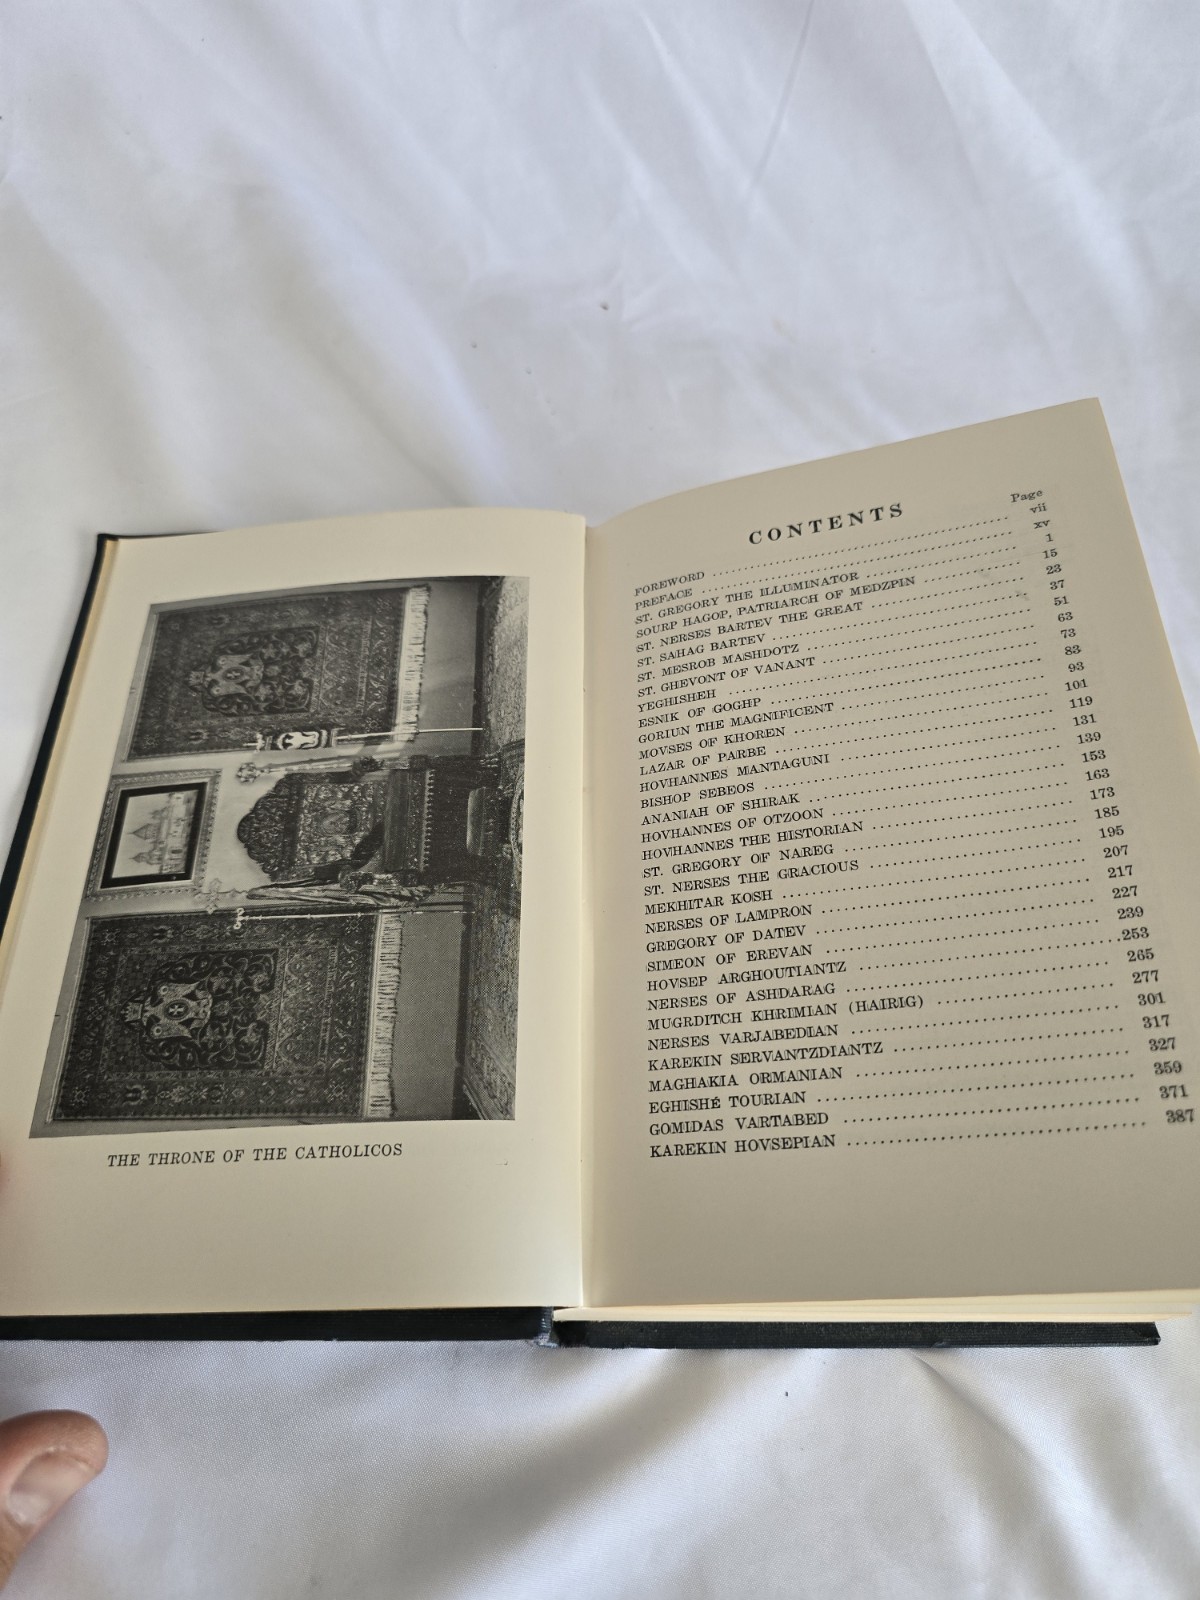 THE THRONE OF THE CATHOLICOS
CONTENTS
Page
FOREWORD ........ vii
PREFACE ........ xv
ST. GREGORY THE ILLUMINATOR ........ 1
SOURP HAGOP, PATRIARCH OF MEDZPIN ........ 15
ST. NERSES BARTEV THE GREAT ........ 23
ST. SAHAG BARTEV ........ 37
ST. MESROB MASHDOTZ ........ 51
ST. GHEVONT OF VANANT ........ 63
YEGHISHEH ........ 73
ESNIK OF GOGHP ........ 83
GORIUN THE MAGNIFICENT ........ 93
MOVSES OF KHOREN ........ 101
LAZAR OF PARBE ........ 119
HOVHANNES MANTAGUNI ........ 131
BISHOP SEBEOS ........ 139
ANANIAH OF SHIRAK ........ 153
HOVHANNES OF OTZOON ........ 163
HOVHANNES THE HISTORIAN ........ 173
ST. GREGORY OF NAREG ........ 185
ST. NERSES THE GRACIOUS ........ 195
MEKHITAR KOSH ........ 207
NERSES OF LAMPRON ........ 217
GREGORY OF DATEV ........ 227
SIMEON OF EREVAN ........ 239
HOVSEP ARGHOUTIANTZ ........ 253
NERSES OF ASHDARAG ........ 265
MUGRDITCH KHRIMIAN (HAIRIG) ........ 277
NERSES VARJABEDIAN ........ 301
KAREKIN SERVANTZDIANTZ ........ 317
MAGHAKIA ORMANIAN ........ 327
EGHISHÉ TOURIAN ........ 359
GOMIDAS VARTABED ........ 371
KAREKIN HOVSEPIAN ........ 387